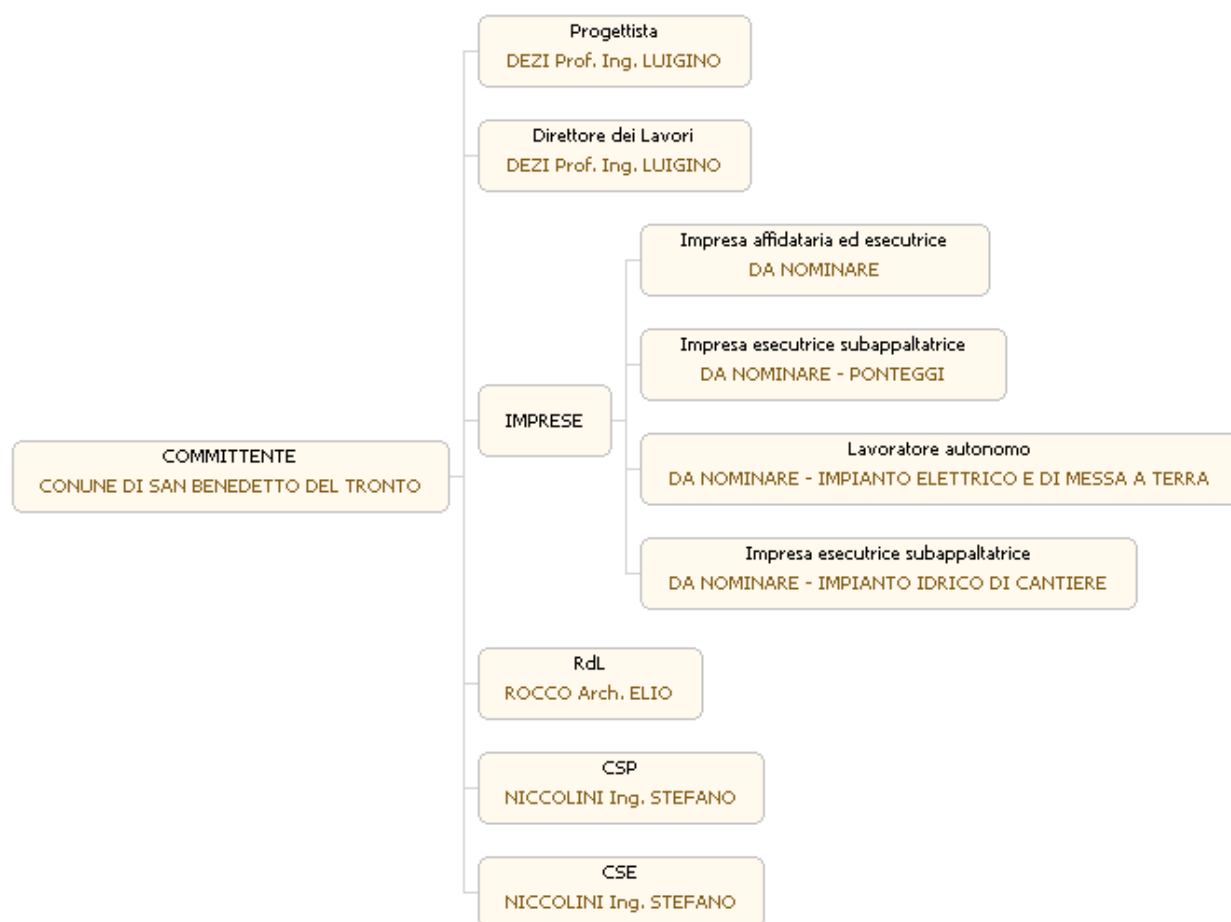 Progettista
DEZI Prof. Ing. LUIGINO
Direttore dei Lavori
DEZI Prof. Ing. LUIGINO
Impresa affidataria ed esecutrice
DA NOMINARE
Impresa esecutrice subappaltatrice
DA NOMINARE - PONTEGGI
IMPRESE
COMMITTENTE
CONUNE DI SAN BENEDETTO DEL TRONTO
Lavoratore autonomo
DA NOMINARE - IMPIANTO ELETTRICO E DI MESSA A TERRA
Impresa esecutrice subappaltatrice
DA NOMINARE - IMPIANTO IDRICO DI CANTIERE
RdL
ROCCO Arch. ELIO
CSP
NICCOLINI Ing. STEFANO
CSE
NICCOLINI Ing. STEFANO